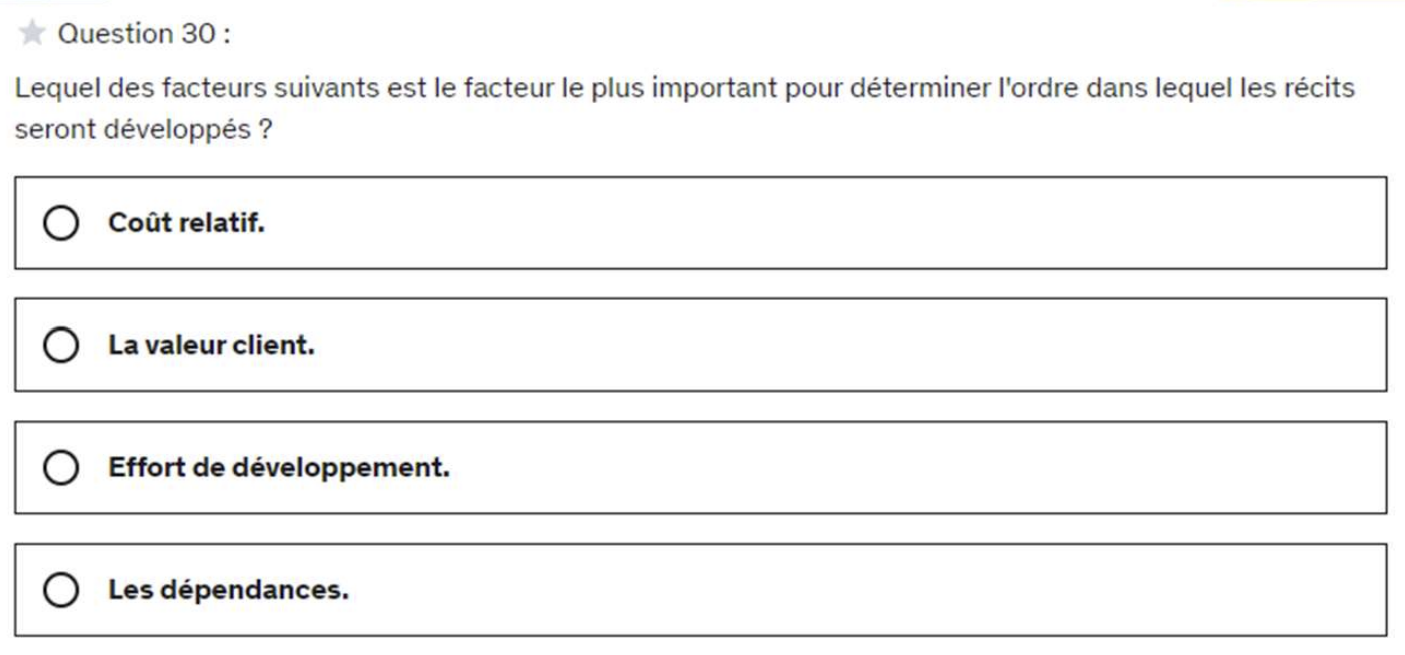 Question 30 :
Lequel des facteurs suivants est le facteur le plus important pour déterminer l'ordre dans lequel les récits
seront développés ?
Coût relatif.
La valeur client.
Effort de développement.
Les dépendances.